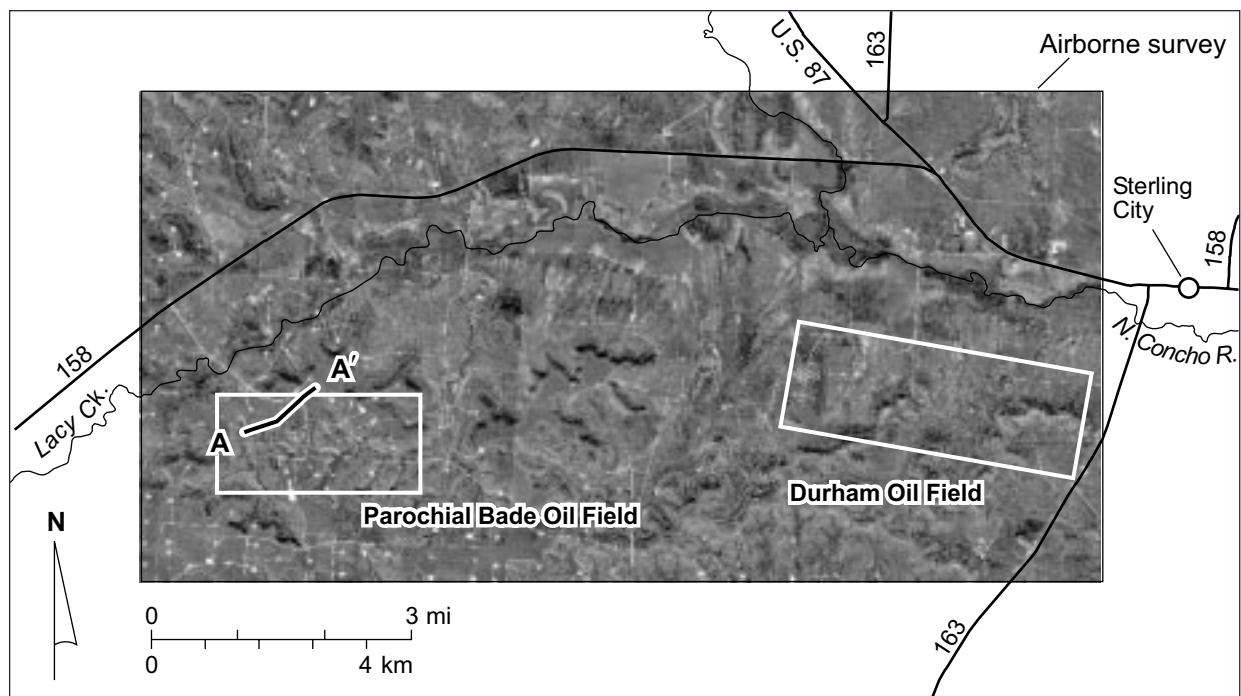 U.S. 87
163
Airborne survey
Sterling
City
158
158
N. Concho R.
Lacy Ck.
A′
A
Parochial Bade Oil Field
Durham Oil Field
N
0
3 mi
0
4 km
163